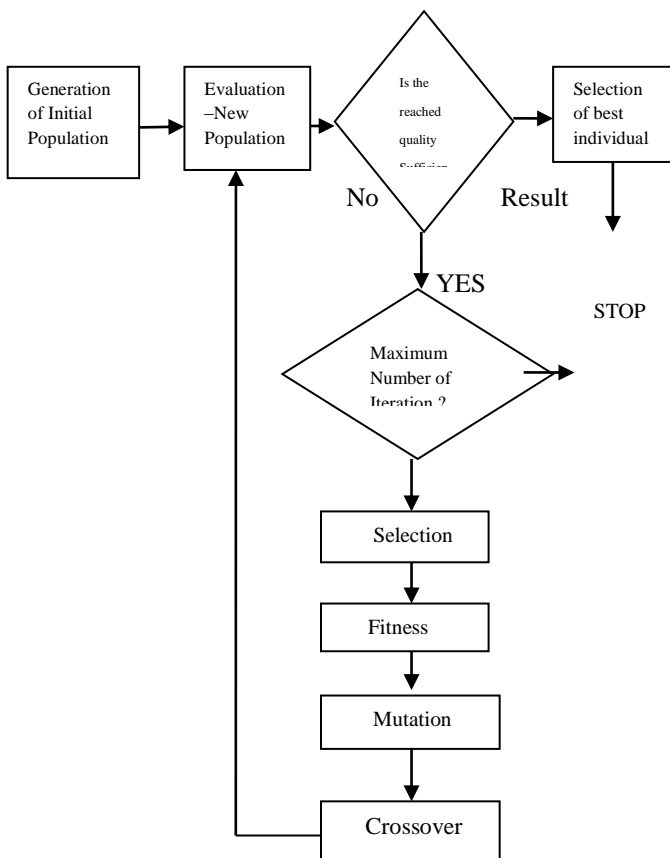 Generation
of Initial
Population
Evaluation
–New
Population
Is the
reached
quality
Selection
of best
individual
No
Result
YES
STOP
Maximum
Number of
Iteration ?
Selection
Fitness
Mutation
Crossover